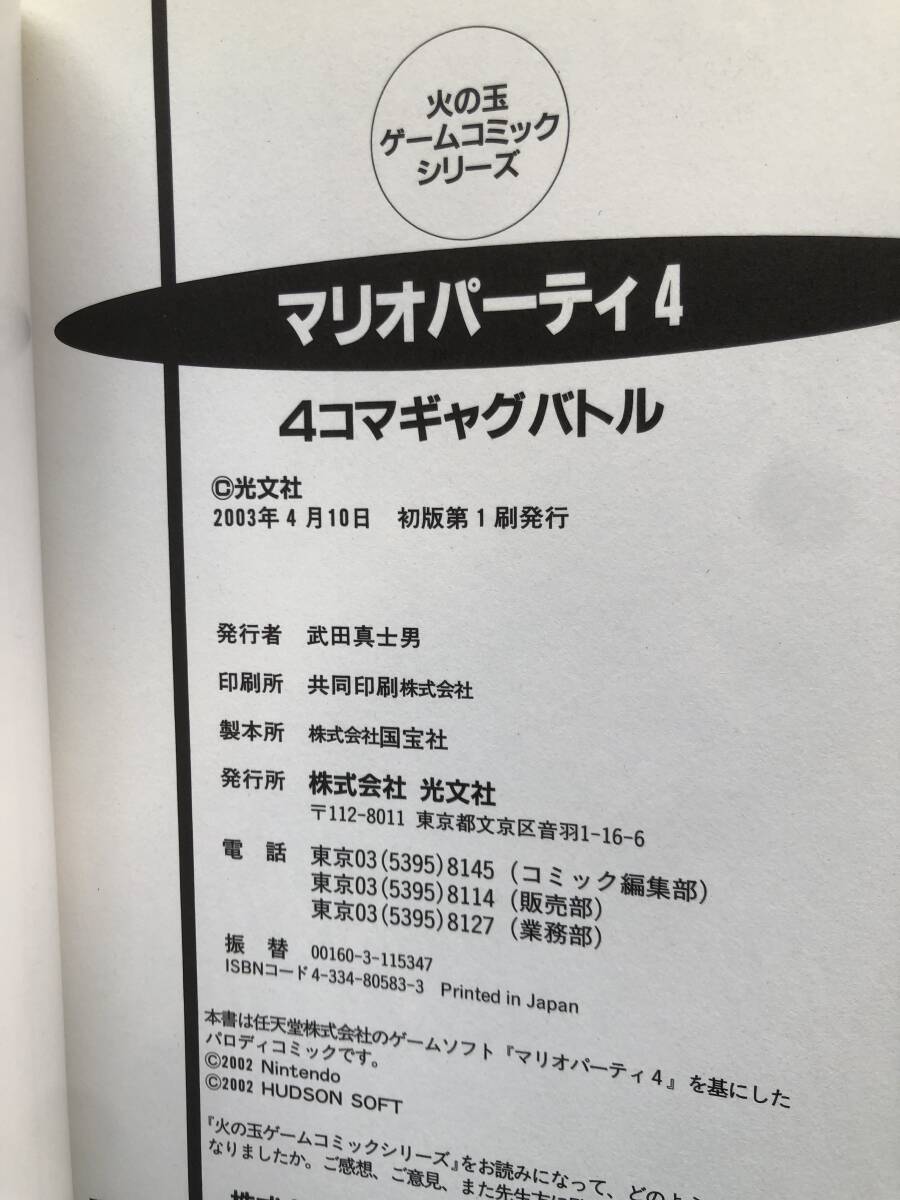 火の玉
ゲームコミック
シリーズ
マリオパーティ4
4コマギャグバトル
©光文社
2003年4月10日 初版第1刷発行
発行者 武田真士男
印刷所 共同印刷株式会社
製本所 株式会社国宝社
発行所 株式会社 光文社
〒112-8011 東京都文京区音羽1-16-6
電話 東京03(5395)8145 (コミック編集部)
東京03(5395)8114 (販売部)
東京03(5395)8127 (業務部)
振替 00160-3-115347
ISBNコード4-334-80583-3 Printed in Japan
本書は任天堂株式会社のゲームソフト『マリオパーティ4』を基にした
パロディコミックです。
©2002 Nintendo
©2002 HUDSON SOFT
『火の玉ゲームコミックシリーズ』をお読みになって、どのよう
なりましたか。ご感想、ご意見、また先生方に